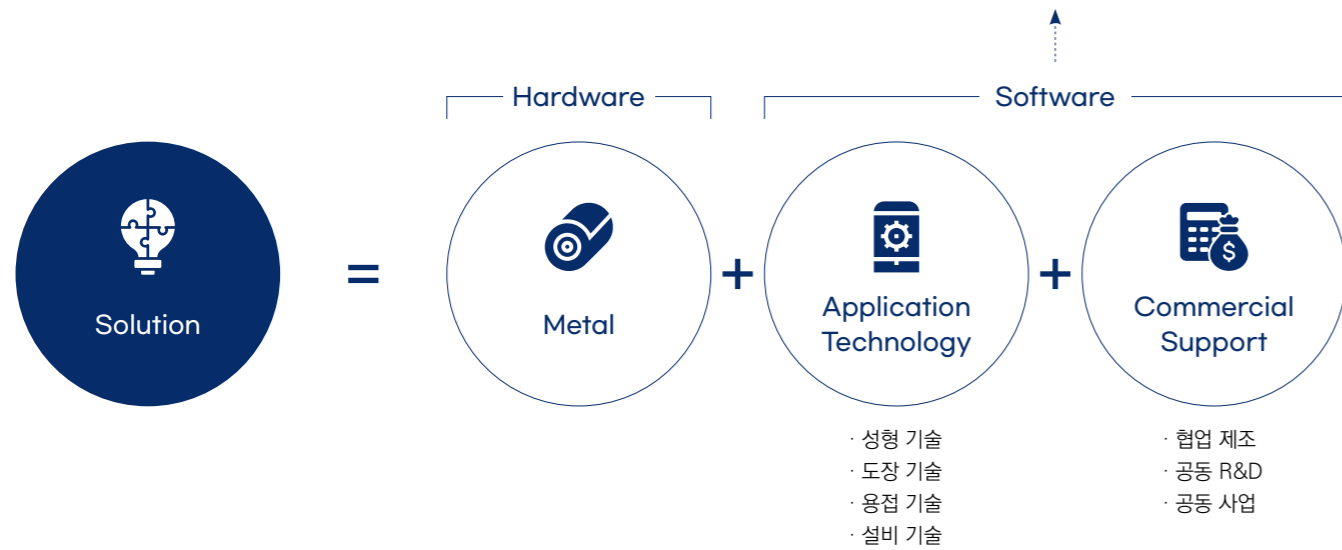 Hardware
Software
Solution
=
Metal
+
Application
Technology
+
Commercial
Support
$
· 성형 기술
· 도장 기술
· 용접 기술
· 설비 기술
· 협업 제조
· 공동 R&D
· 공동 사업